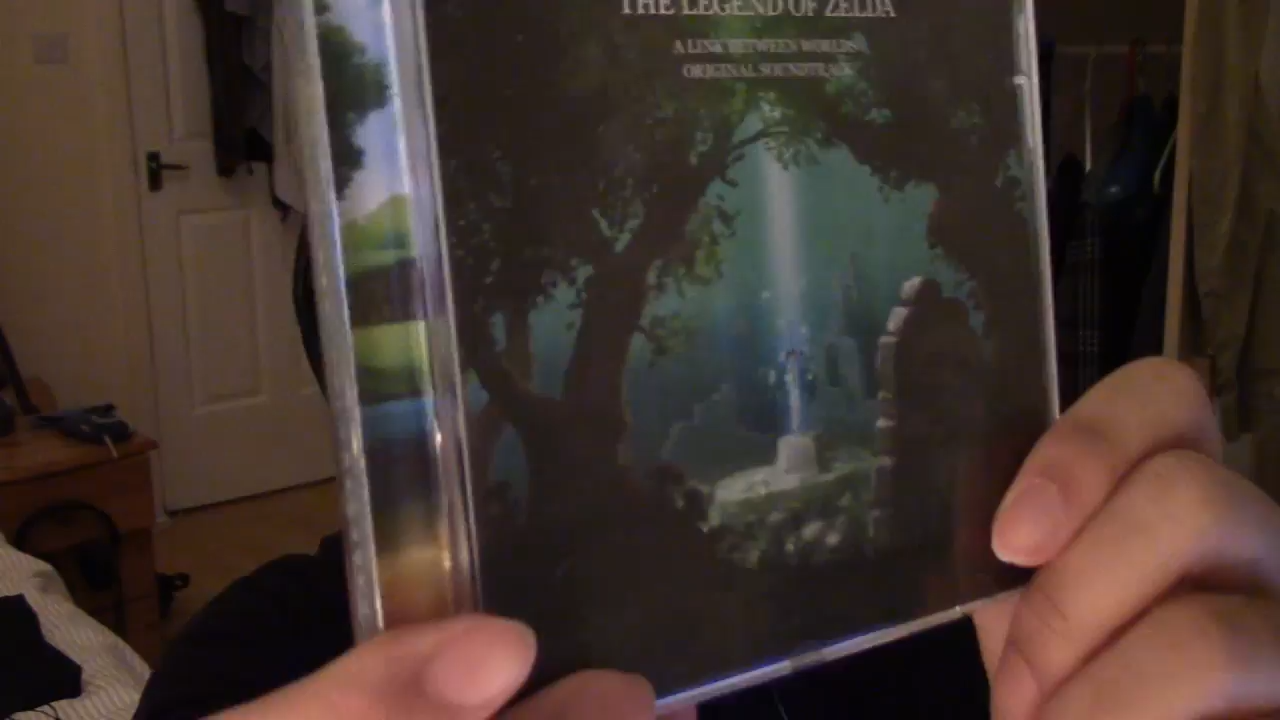 THE LEGEND OF ZELDA
A LINK BETWEEN WORLDS
ORIGINAL SOUNDTRACK